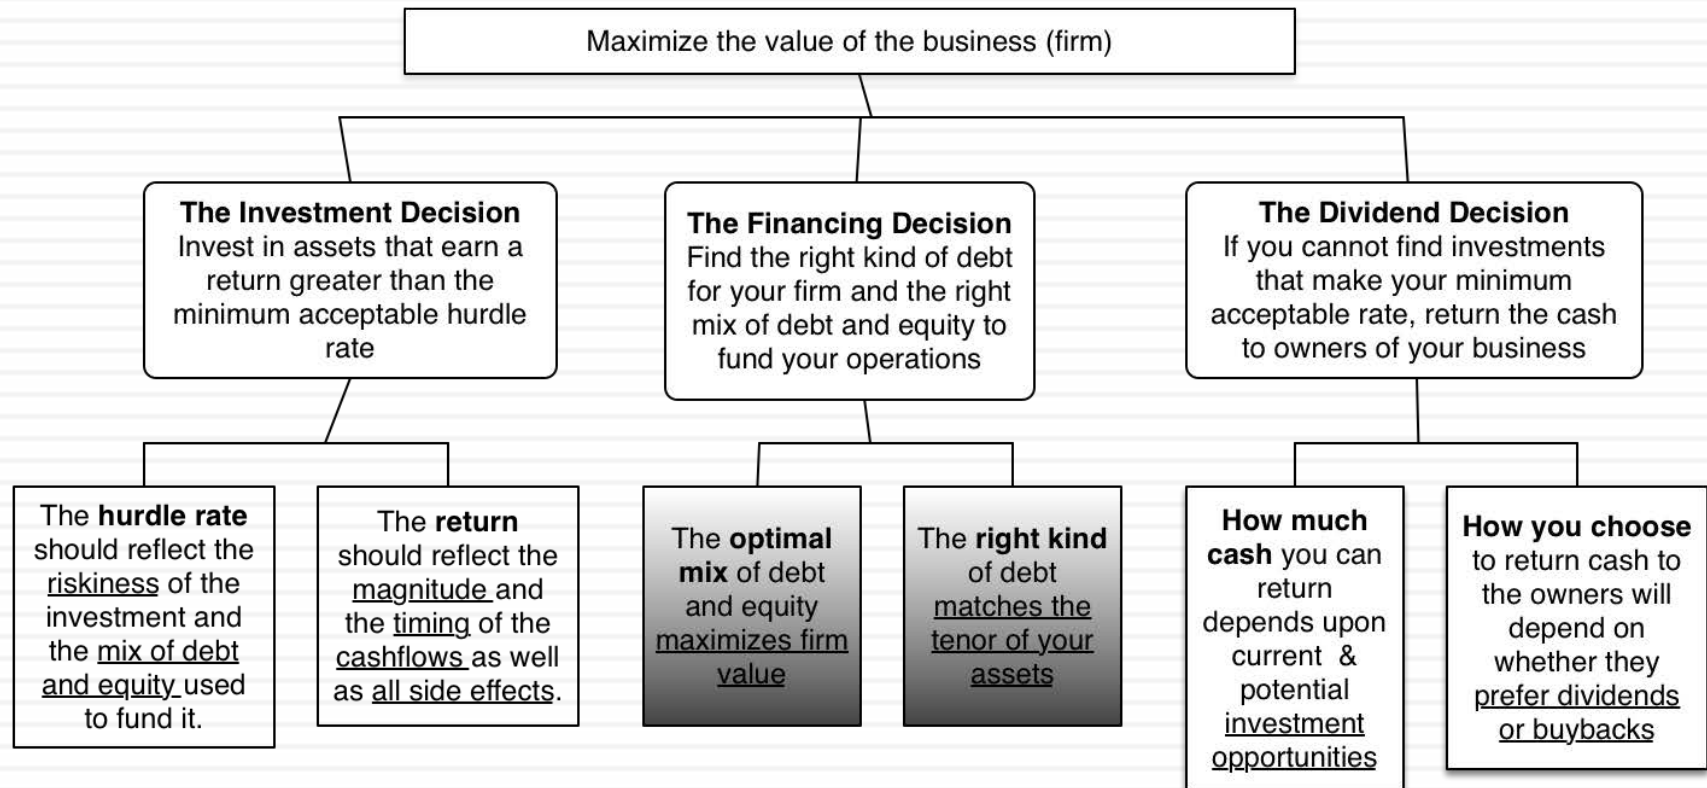 Maximize the value of the business (firm)
The Investment Decision
Invest in assets that earn a
return greater than the
minimum acceptable hurdle
rate
The Financing Decision
Find the right kind of debt
for your firm and the right
mix of debt and equity to
fund your operations
The Dividend Decision
If you cannot find investments
that make your minimum
acceptable rate, return the cash
to owners of your business
The hurdle rate
should reflect the
riskiness of the
investment and
the mix of debt
and equity used
to fund it.
The return
should reflect the
magnitude and
the timing of the
cashflows as well
as all side effects.
The optimal
mix of debt
and equity
maximizes firm
value
The right kind
of debt
matches the
tenor of your
assets
How much
cash you can
return
depends upon
current &
potential
investment
opportunities
How you choose
to return cash to
the owners will
depend on
whether they
prefer dividends
or buybacks